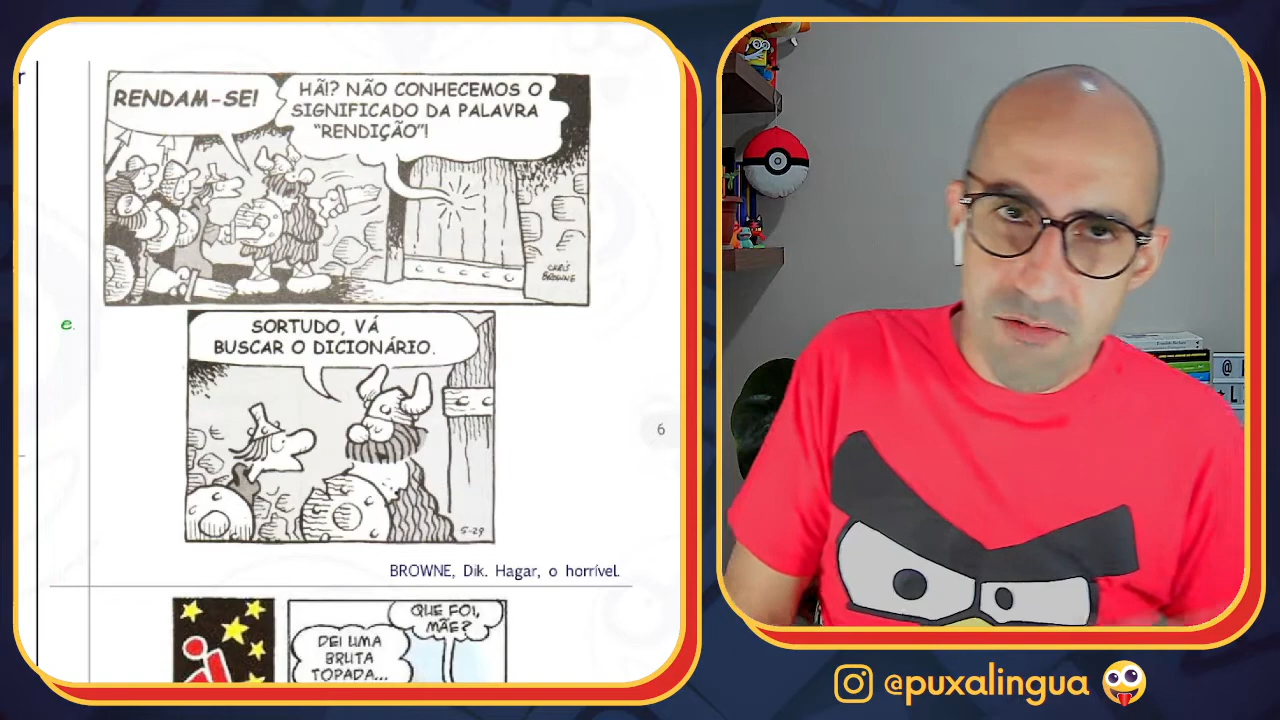 RENDAM-SE!
HÃ!? NÃO CONHECEMOS O
SIGNIFICADO DA PALAVRA
"RENDIÇÃO"!
CHRIS
BROWNE
e.
SORTUDO, VÁ
BUSCAR O DICIONÁRIO.
5-29
6
BROWNE, Dik. Hagar, o horrível.
DEI UMA
BRUTA
TOPADA...
QUE FOI,
MÃE?
@puxalingua